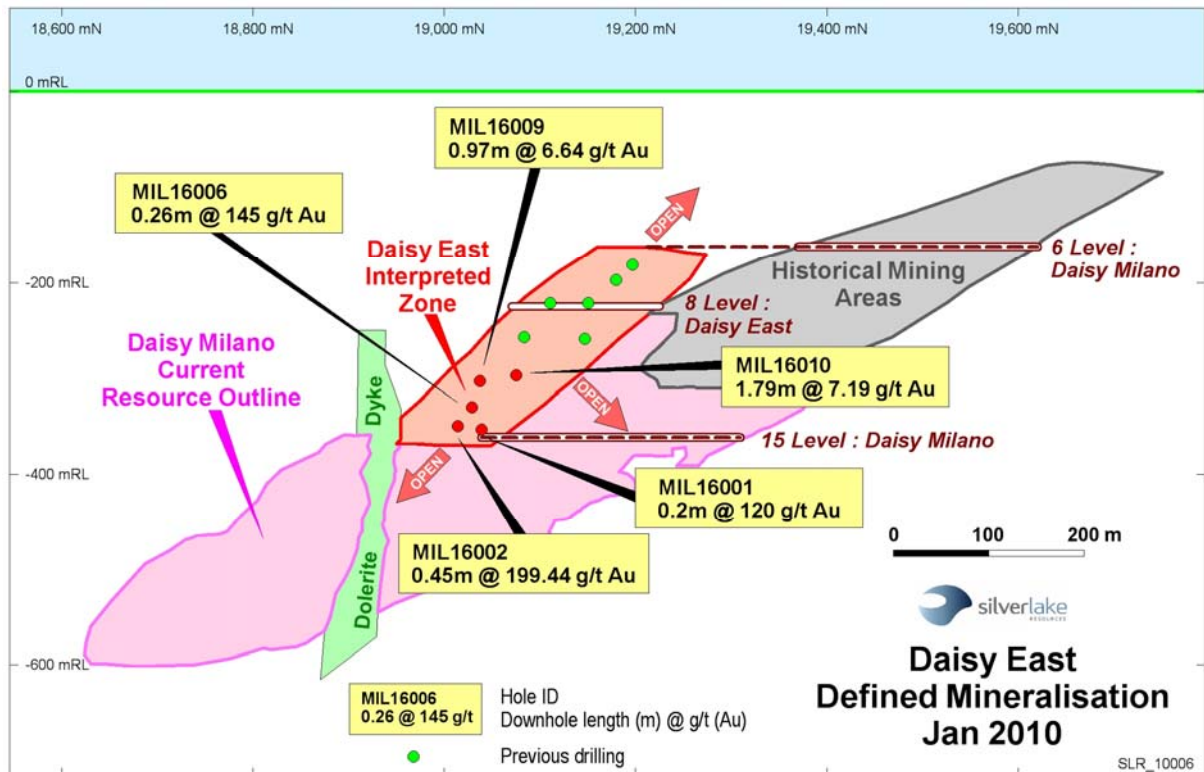 18,600 mN
18,800 mN
19,000 mN
19,200 mN
19,400 mN
19,600 mN
0 mRL
MIL16009
0.97m @ 6.64 g/t Au
MIL16006
0.26m @ 145 g/t Au
OPEN
Daisy East
Interpreted
Zone
6 Level :
Daisy Milano
Historical Mining
Areas
-200 mRL
8 Level :
Daisy East
Daisy Milano
Current
Resource Outline
Dyke
MIL16010
1.79m @ 7.19 g/t Au
OPEN
15 Level : Daisy Milano
-400 mRL
OPEN
MIL16001
0.2m @ 120 g/t Au
MIL16002
0.45m @ 199.44 g/t Au
0 100 200 m
Dolerite
silverlake
RESOURCES
-600 mRL
Daisy East
Defined Mineralisation
Jan 2010
MIL16006
0.26 @ 145 g/t
Hole ID
Downhole length (m) @ g/t (Au)
Previous drilling
SLR_10006